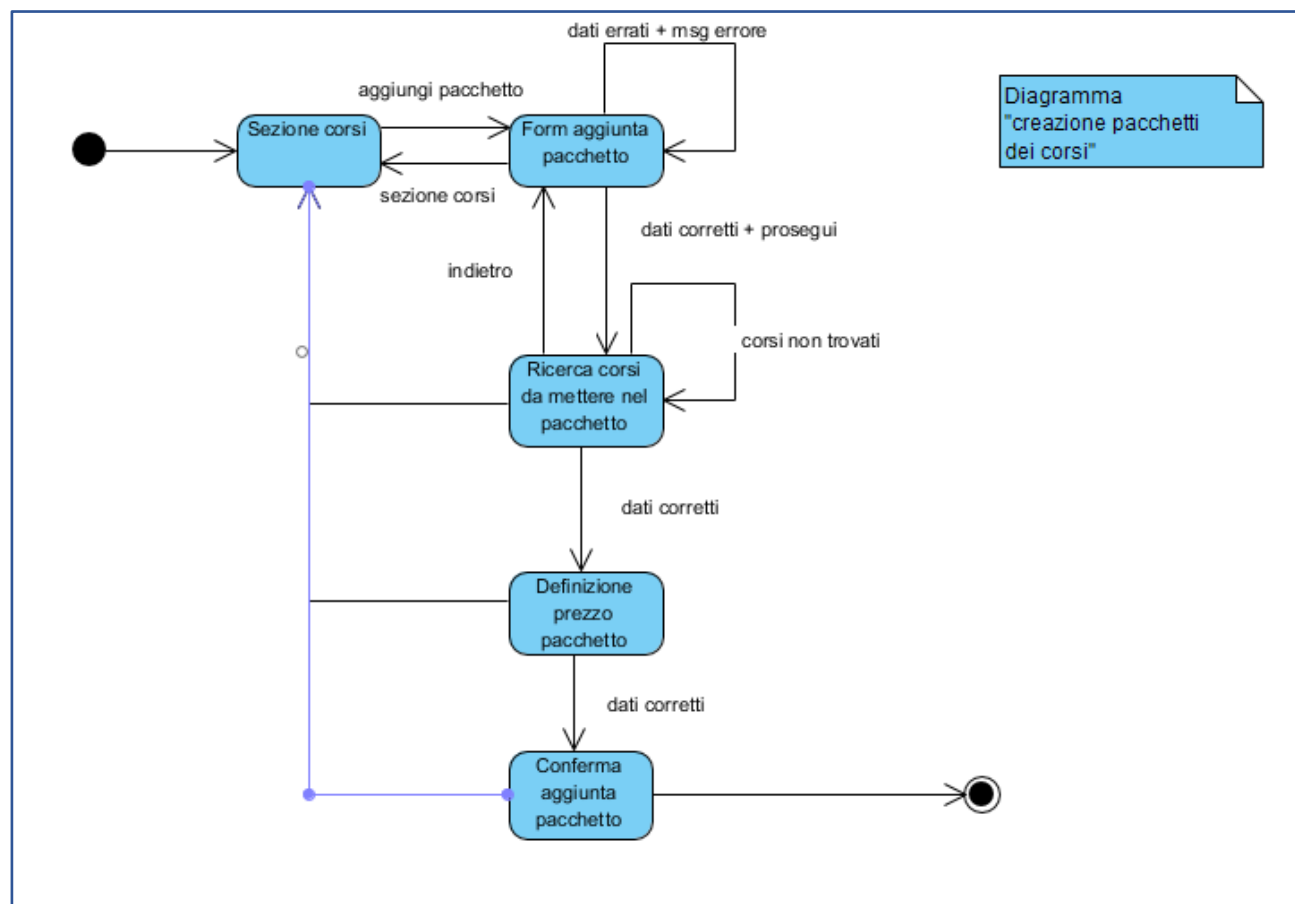 dati errati + msg errore
aggiungi pacchetto
Diagramma
"creazione pacchetti
dei corsi"
Sezione corsi
Form aggiunta
pacchetto
sezione corsi
dati corretti + prosegui
indietro
corsi non trovati
Ricerca corsi
da mettere nel
pacchetto
dati corretti
Definizione
prezzo
pacchetto
dati corretti
Conferma
aggiunta
pacchetto